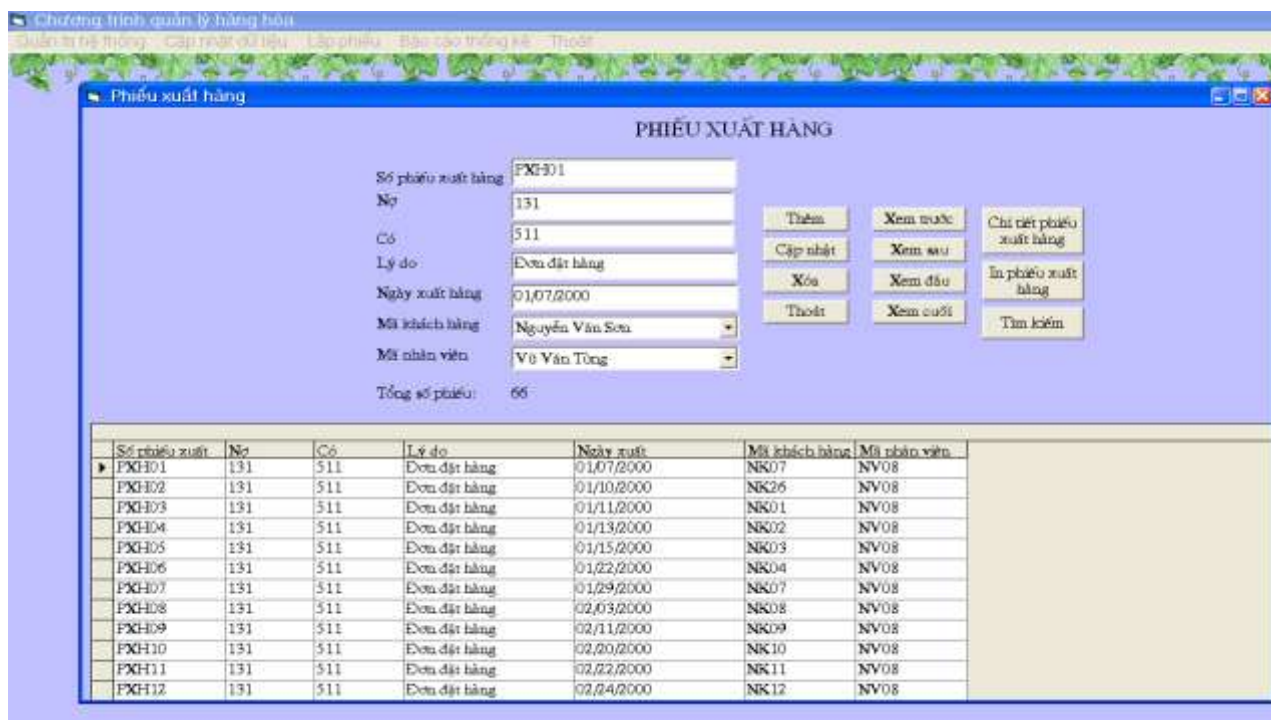 Chương trình quản lý hàng hóa
Quản trị hệ thống Cập nhật dữ liệu Lập phiếu Báo cáo thống kê Thoát
Phiếu xuất hàng
PHIẾU XUẤT HÀNG
Số phiếu xuất hàng PXH01
Nợ 131
Có 511
Lý do Đơn đặt hàng
Ngày xuất hàng 01/07/2000
Mã khách hàng Nguyễn Văn Sơn
Mã nhân viên Vũ Văn Tòng
Tổng số phiếu: 66
Thêm Xem trước Chi tiết phiếu xuất hàng
Cập nhật Xem sau In phiếu xuất hàng
Xóa Xem đầu
Thoát Xem cuối Tìm kiếm
Số phiếu xuất Nợ Có Lý do Ngày xuất Mã khách hàng Mã nhân viên
PXH01 131 511 Đơn đặt hàng 01/07/2000 NK07 NV08
PXH02 131 511 Đơn đặt hàng 01/10/2000 NK26 NV08
PXH03 131 511 Đơn đặt hàng 01/11/2000 NK01 NV08
PXH04 131 511 Đơn đặt hàng 01/13/2000 NK02 NV08
PXH05 131 511 Đơn đặt hàng 01/15/2000 NK03 NV08
PXH06 131 511 Đơn đặt hàng 01/22/2000 NK04 NV08
PXH07 131 511 Đơn đặt hàng 01/29/2000 NK07 NV08
PXH08 131 511 Đơn đặt hàng 02/03/2000 NK08 NV08
PXH09 131 511 Đơn đặt hàng 02/11/2000 NK09 NV08
PXH10 131 511 Đơn đặt hàng 02/20/2000 NK10 NV08
PXH11 131 511 Đơn đặt hàng 02/22/2000 NK11 NV08
PXH12 131 511 Đơn đặt hàng 02/24/2000 NK12 NV08